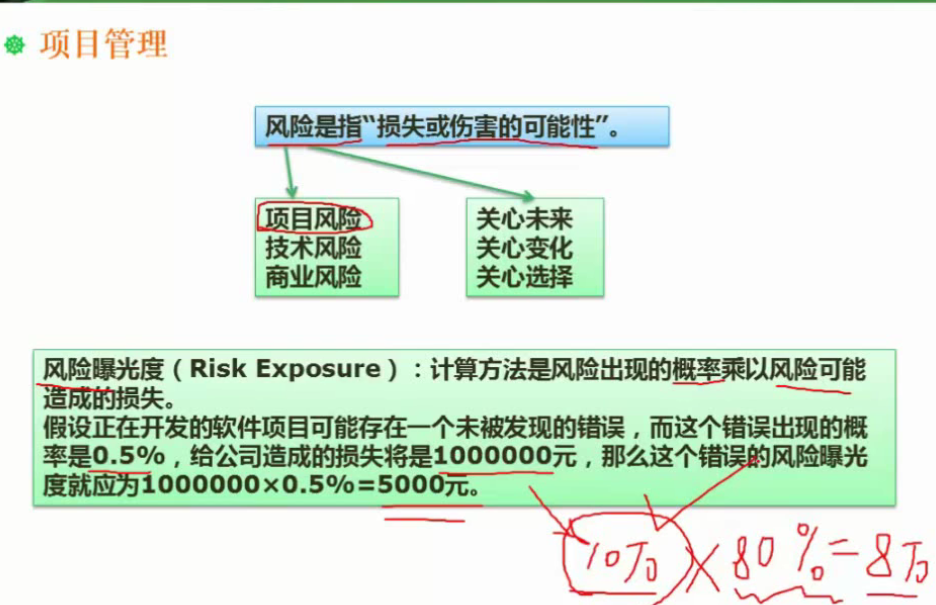 项目管理
风险是指“损失或伤害的可能性”。
项目风险
技术风险
商业风险
关心未来
关心变化
关心选择
风险曝光度（Risk Exposure）：计算方法是风险出现的概率乘以风险可能
造成的损失。
假设正在开发的软件项目可能存在一个未被发现的错误，而这个错误出现的概
率是0.5%，给公司造成的损失将是1000000元，那么这个错误的风险曝光
度就应为1000000×0.5%=5000元。
10万×80%=8万